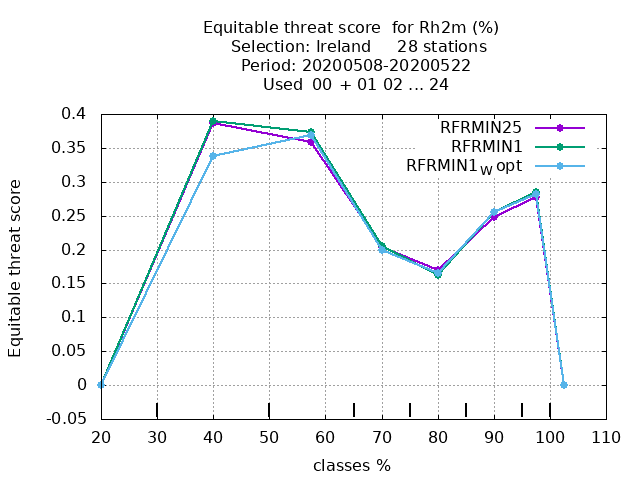 Equitable threat score  for Rh2m (%)
Selection: Ireland     28 stations
Period: 20200508-20200522
Used  00 + 01 02 ... 24
RFRMIN25
RFRMIN1
RFRMIN1W opt
Equitable threat score
0.4
0.35
0.3
0.25
0.2
0.15
0.1
0.05
0
-0.05
20 30 40 50 60 70 80 90 100 110
classes %